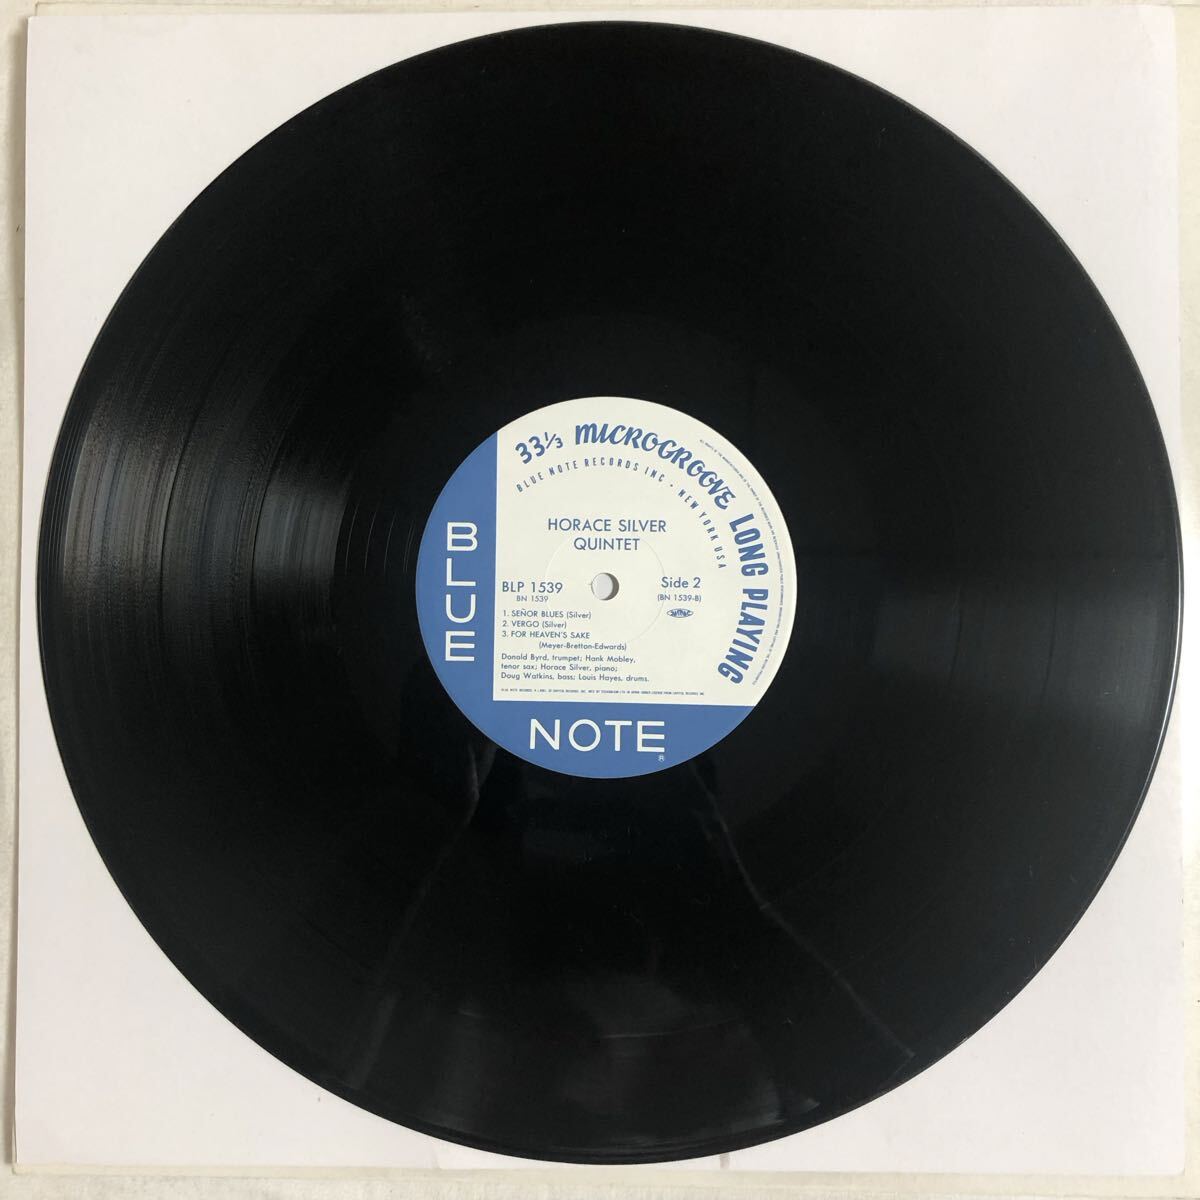 33⅓ MICROGROOVE LONG PLAYING
BLUE NOTE RECORDS INC • NEW YORK USA
HORACE SILVER
QUINTET
BLP 1539
BN 1539
Side 2
(BN 1539-B)
1. SEÑOR BLUES (Silver)
2. VERGO (Silver)
3. FOR HEAVEN'S SAKE
(Meyer-Bretton-Edwards)
Donald Byrd, trumpet; Hank Mobley,
tenor sax; Horace Silver, piano;
Doug Watkins, bass; Louis Hayes, drums.
BLUE
NOTE
®